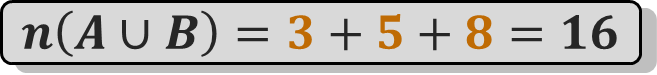 n(A ∪ B) = 3 + 5 + 8 = 16